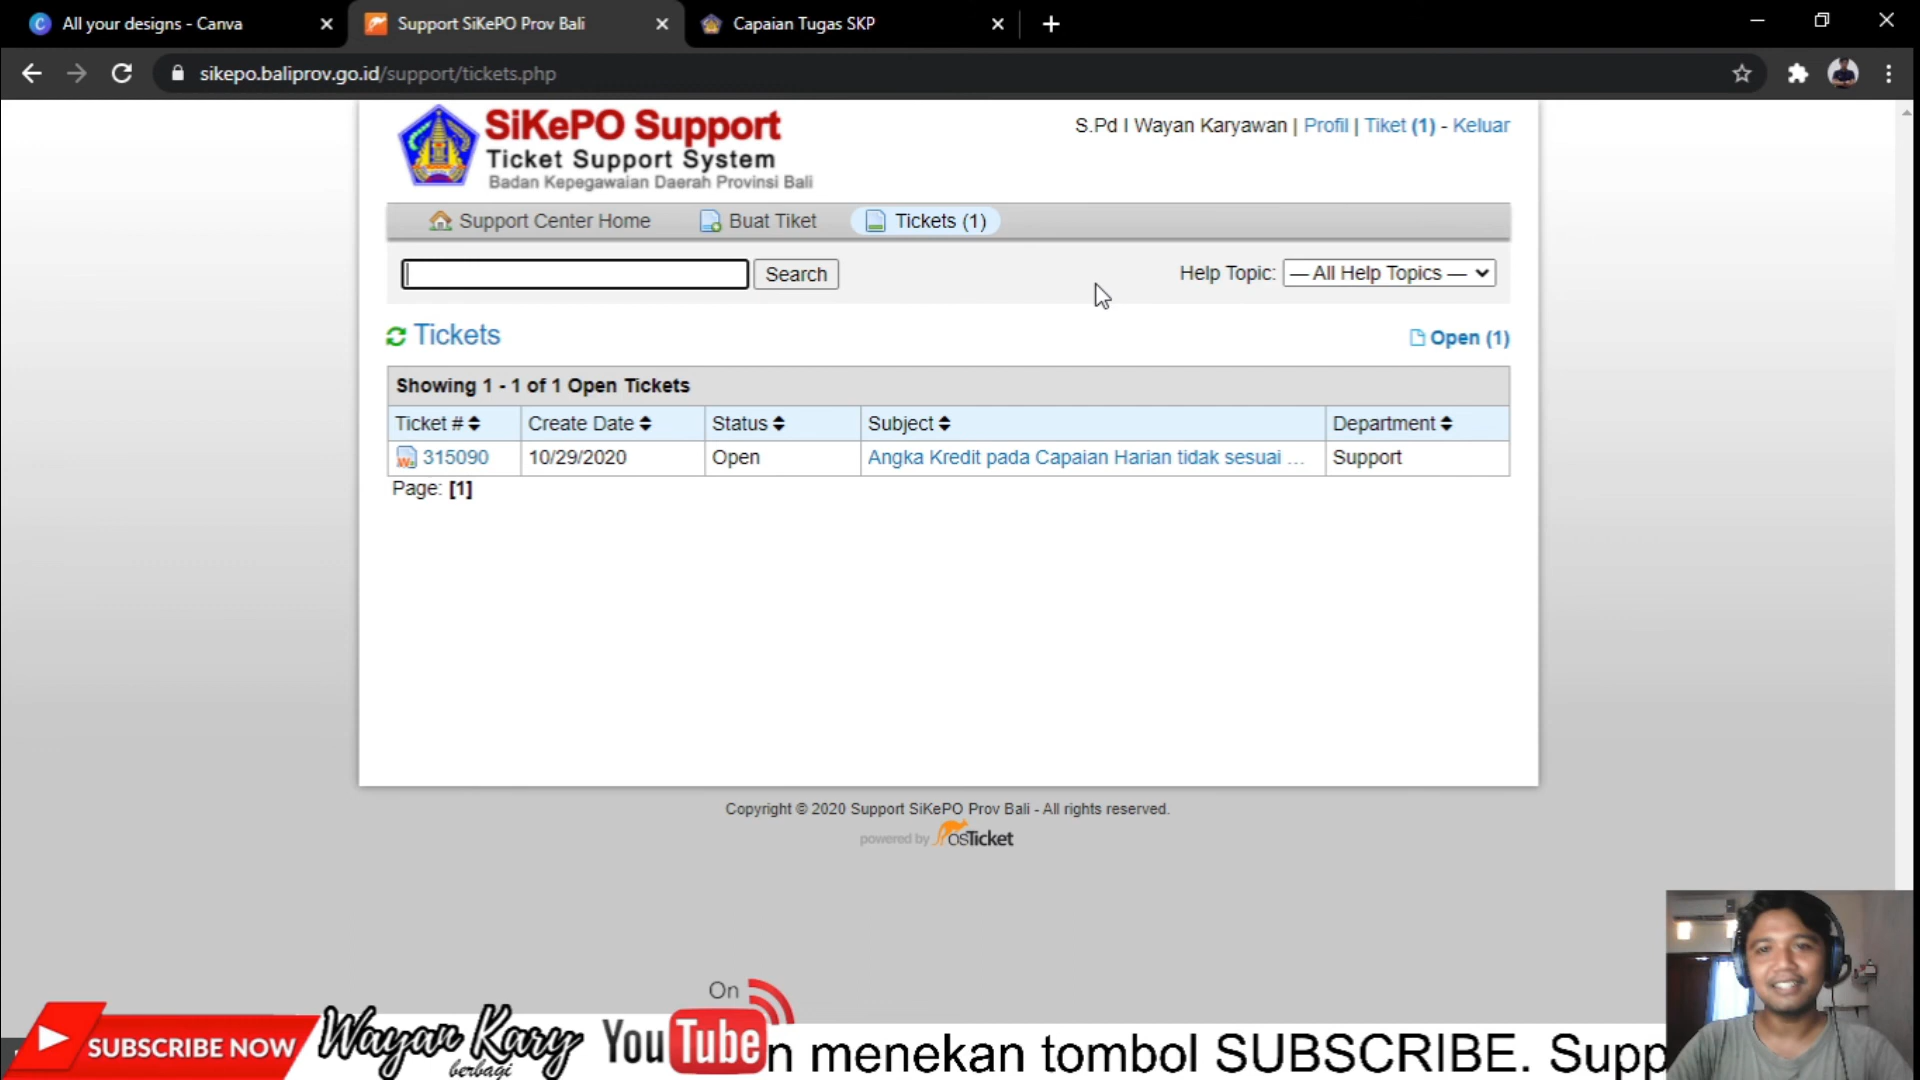 All your designs - Canva
Support SiKePO Prov Bali
Capaian Tugas SKP
sikepo.baliprov.go.id/support/tickets.php
SiKePO Support
Ticket Support System
Badan Kepegawaian Daerah Provinsi Bali
S.Pd I Wayan Karyawan | Profil | Tiket (1) - Keluar
Support Center Home
Buat Tiket
Tickets (1)
Search
Help Topic:
— All Help Topics —
Tickets
Open (1)
Showing 1 - 1 of 1 Open Tickets
Ticket # Create Date Status Subject Department
315090 10/29/2020 Open Angka Kredit pada Capaian Harian tidak sesuai ... Support
Page: [1]
Copyright © 2020 Support SiKePO Prov Bali - All rights reserved.
powered by osTicket
On
SUBSCRIBE NOW
Wayan Kary
berbagi
YouTube
n menekan tombol SUBSCRIBE. Supp